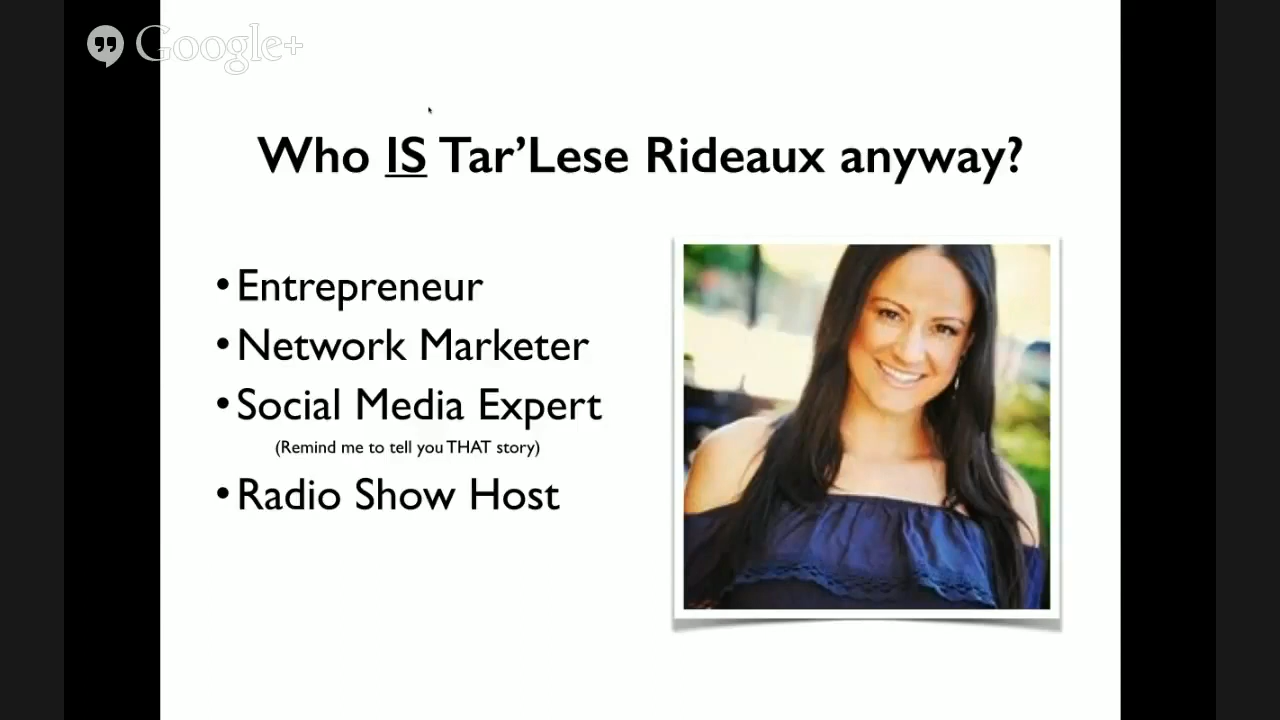 Google+
Who IS Tar’Lese Rideaux anyway?
•Entrepreneur
•Network Marketer
•Social Media Expert
(Remind me to tell you THAT story)
•Radio Show Host